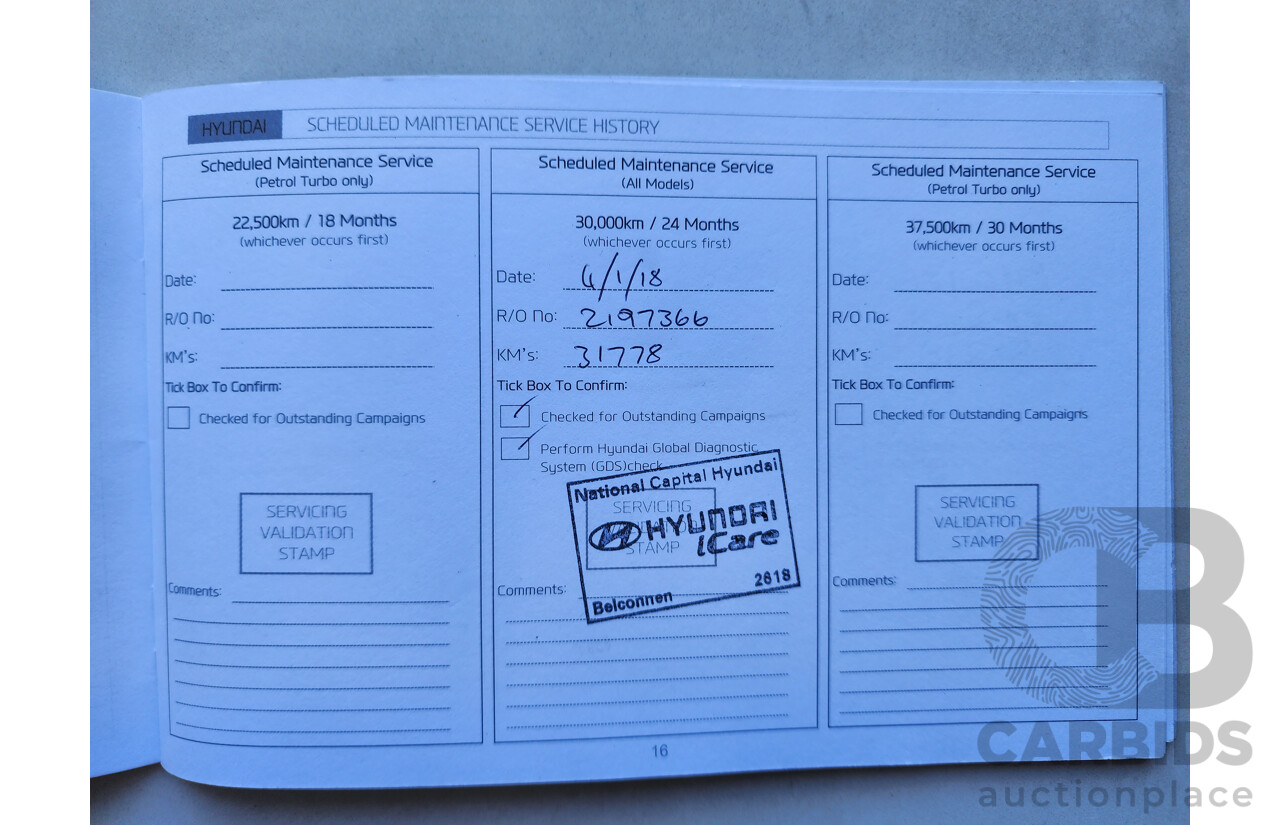 HYUNDAI SCHEDULED MAINTENANCE SERVICE HISTORY
Scheduled Maintenance Service
(Petrol Turbo only)
22,500km / 18 Months
(whichever occurs first)
Date:
R/O No:
KM's:
Tick Box To Confirm:
Checked for Outstanding Campaigns
SERVICING
VALIDATION
STAMP
Comments:
Scheduled Maintenance Service
(All Models)
30,000km / 24 Months
(whichever occurs first)
Date: 4/1/18
R/O No: 2197366
KM's: 31778
Tick Box To Confirm:
Checked for Outstanding Campaigns
Perform Hyundai Global Diagnostic
System (GDS)check
National Capital Hyundai
SERVICING
HYUNDAI
STAMP
iCare
2618
Belconnen
Comments:
Scheduled Maintenance Service
(Petrol Turbo only)
37,500km / 30 Months
(whichever occurs first)
Date:
R/O No:
KM's:
Tick Box To Confirm:
Checked for Outstanding Campaigns
SERVICING
VALIDATION
STAMP
Comments:
16
CB
CARBIDS
auctionplace